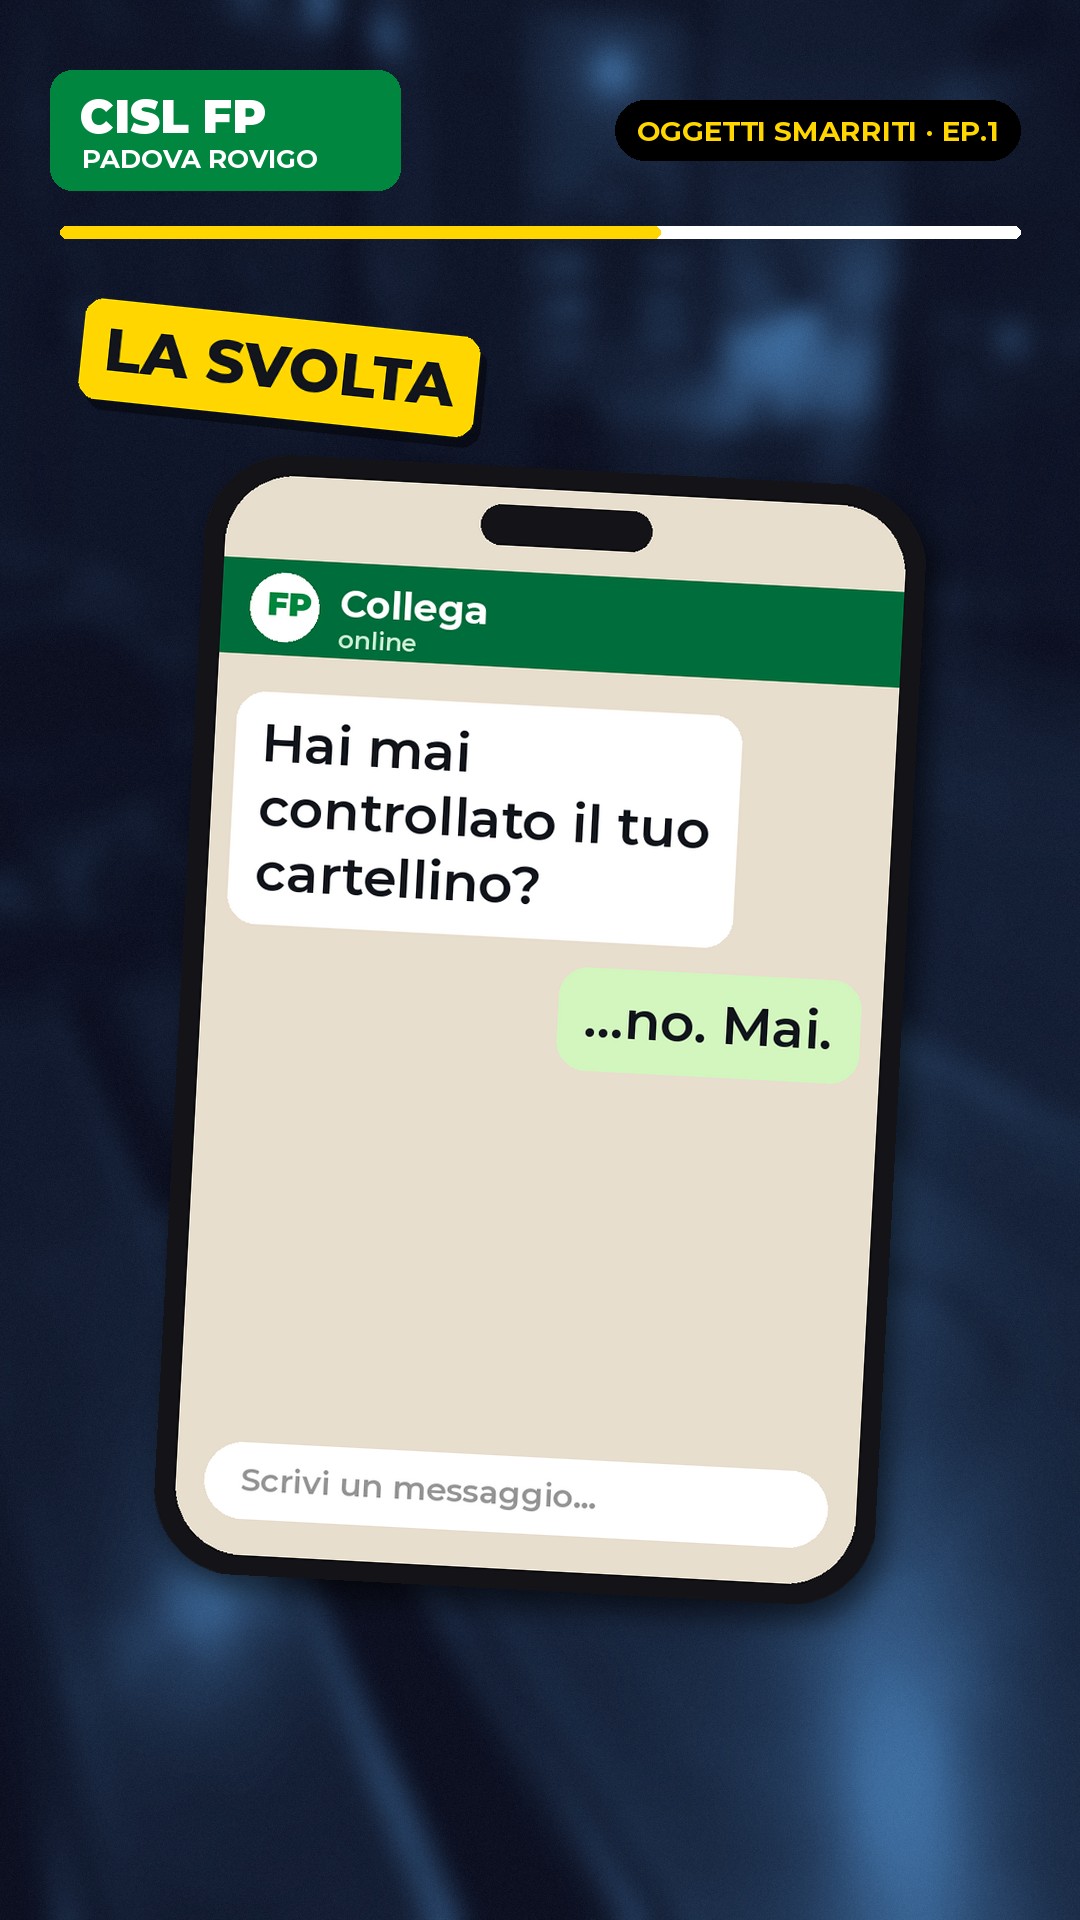 CISL FP
PADOVA ROVIGO
OGGETTI SMARRITI · EP.1
LA SVOLTA
FP
Collega
online
Hai mai
controllato il tuo
cartellino?
...no. Mai.
Scrivi un messaggio...